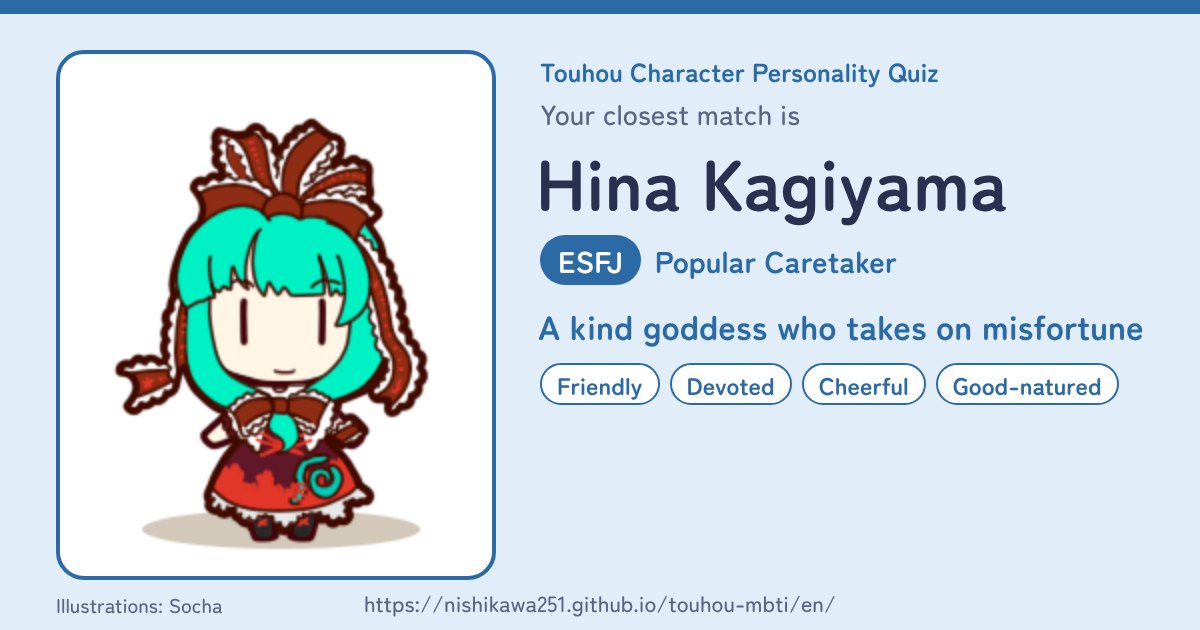 Touhou Character Personality Quiz
Your closest match is
Hina Kagiyama
ESFJ Popular Caretaker
A kind goddess who takes on misfortune
Friendly Devoted Cheerful Good-natured
Illustrations: Socha https://nishikawa251.github.io/touhou-mbti/en/